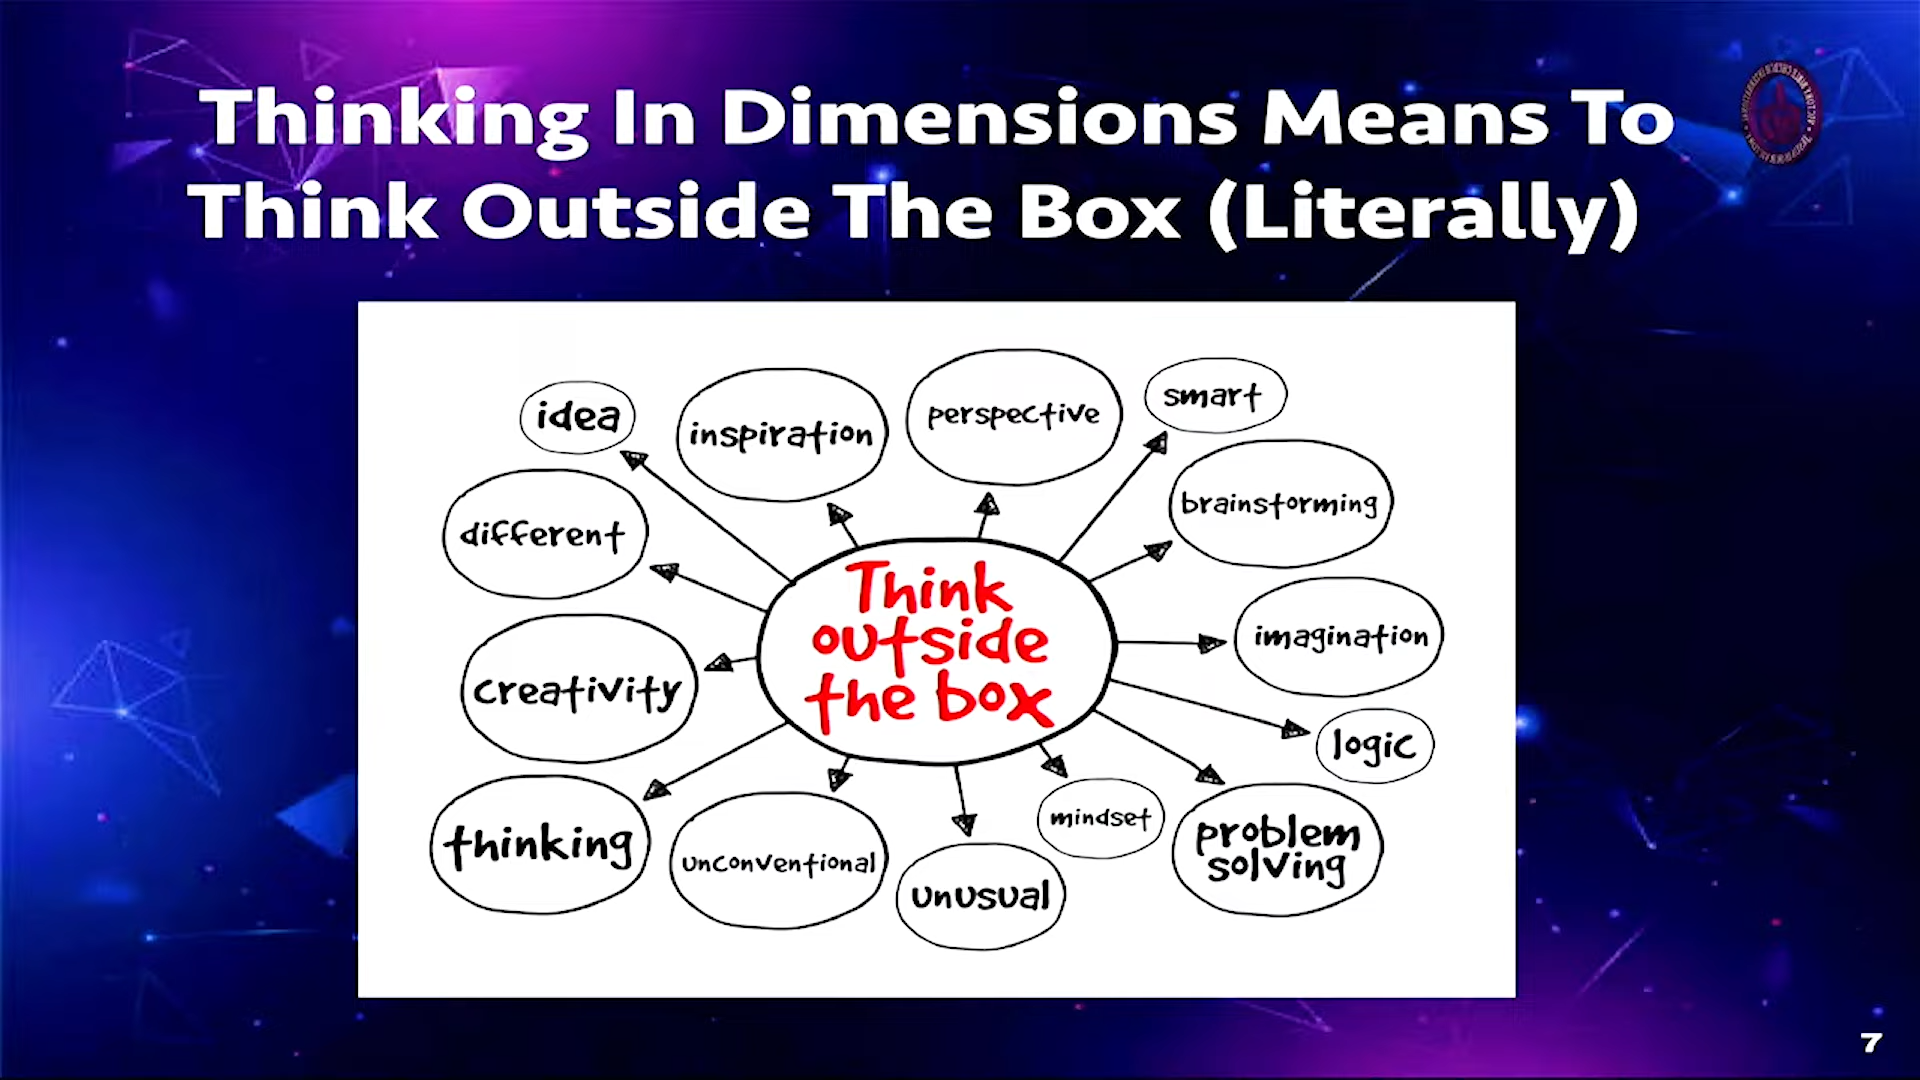 Thinking In Dimensions Means To
Think Outside The Box (Literally)
idea
inspiration
perspective
smart
different
brainstorming
Think
outside
the box
imagination
creativity
logic
thinking
unconventional
unusual
mindset
problem
solving
7